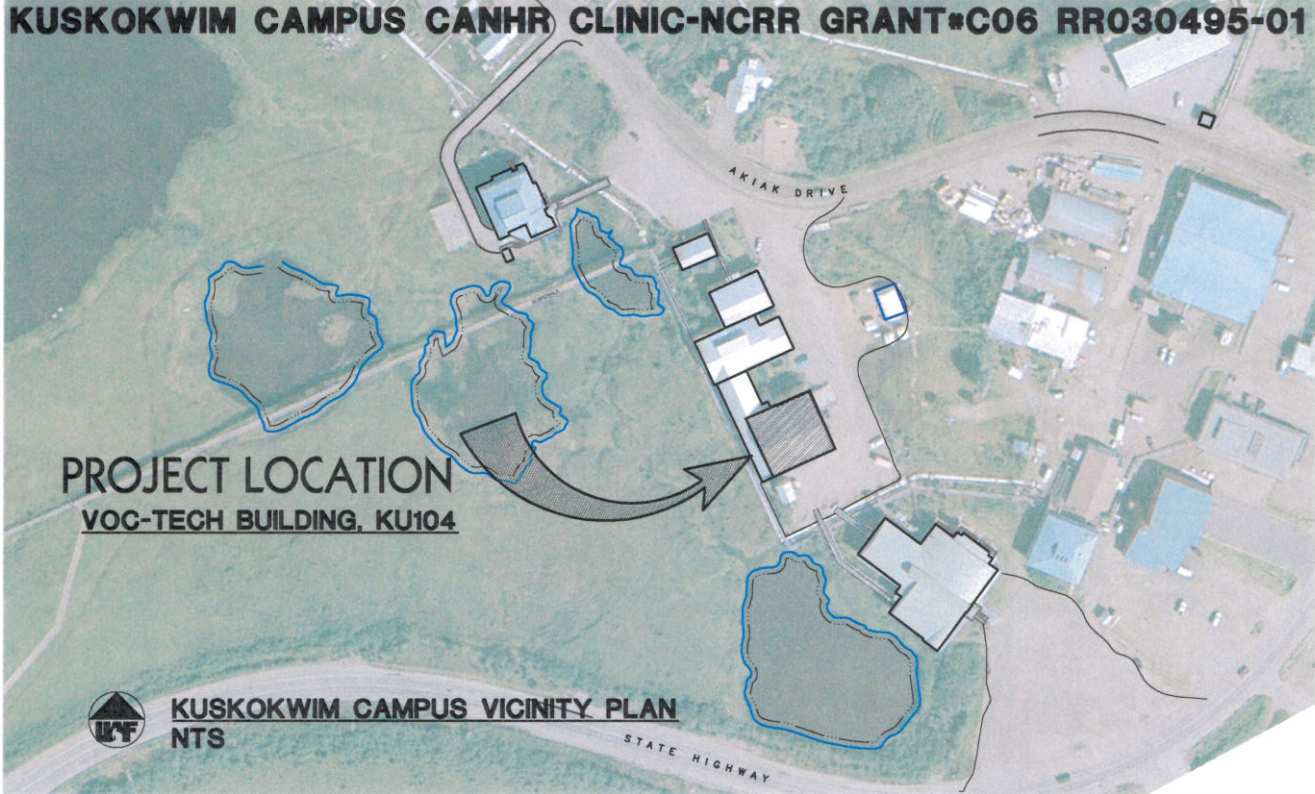 KUSKOKWIM CAMPUS CANHR CLINIC-NCRR GRANT#C06 RR030495-01
AKIAK DRIVE
PROJECT LOCATION
VOC-TECH BUILDING, KU104
UAF
KUSKOKWIM CAMPUS VICINITY PLAN
NTS
STATE HIGHWAY